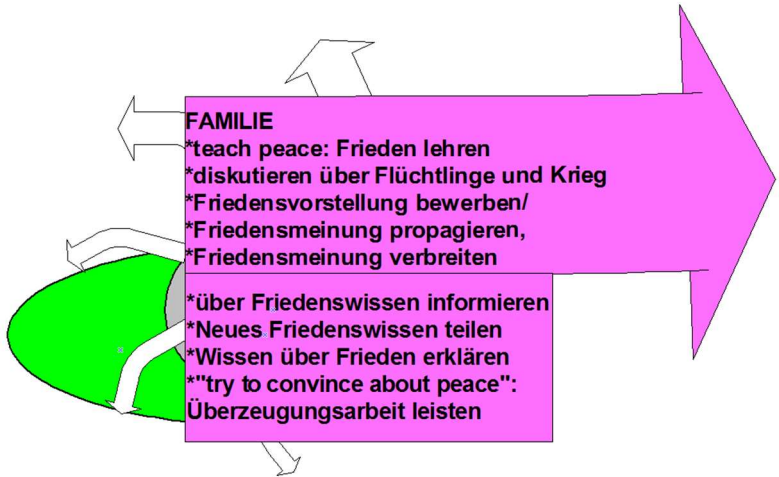 FAMILIE
*teach peace: Frieden lehren
*diskutieren über Flüchtlinge und Krieg
*Friedensvorstellung bewerben/
*Friedensmeinung propagieren,
*Friedensmeinung verbreiten
*über Friedenswissen informieren
*Neues Friedenswissen teilen
*Wissen über Frieden erklären
*"try to convince about peace":
Überzeugungsarbeit leisten